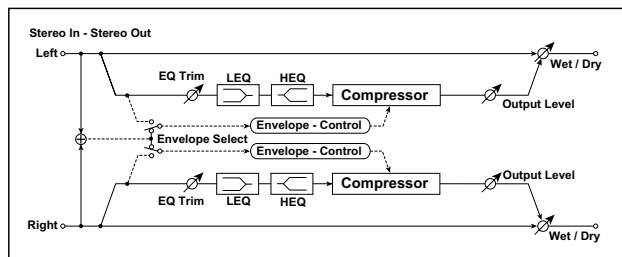 Stereo In - Stereo Out
Left
Wet / Dry
EQ Trim
LEQ
HEQ
Compressor
Output Level
Envelope - Control
Envelope Select
Envelope - Control
Output Level
EQ Trim
LEQ
HEQ
Compressor
Right
Wet / Dry